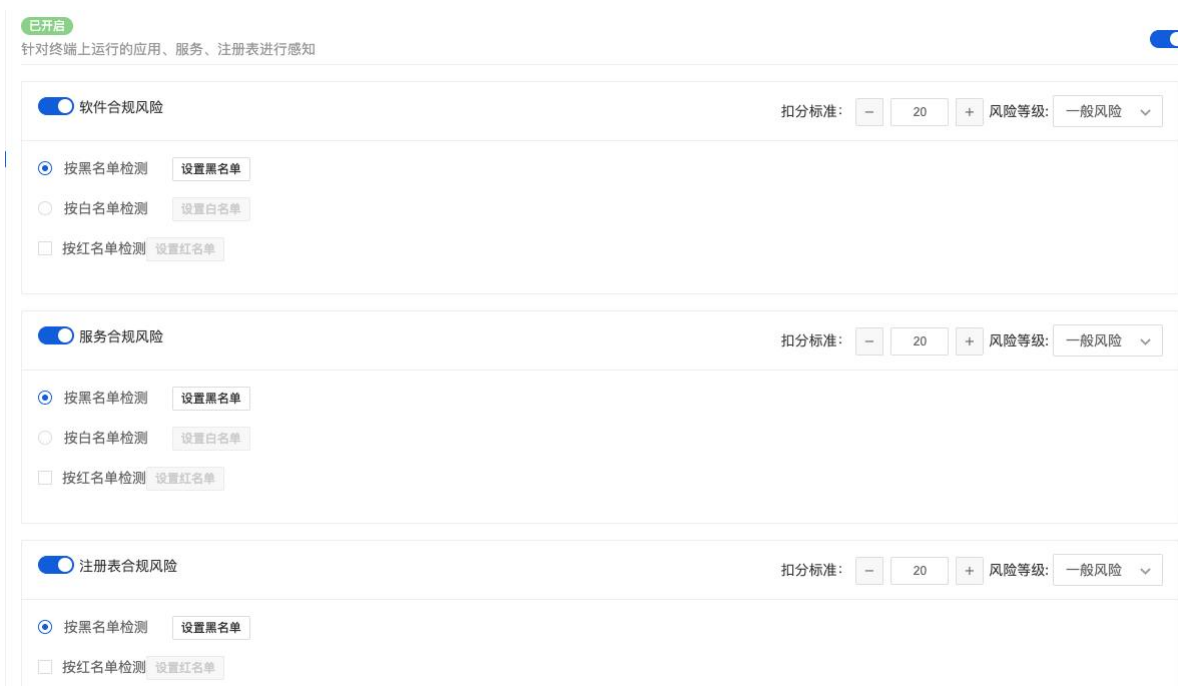 已开启
针对终端上运行的应用、服务、注册表进行感知
软件合规风险 扣分标准： − 20 + 风险等级: 一般风险
按黑名单检测 设置黑名单
按白名单检测 设置白名单
按红名单检测 设置红名单
服务合规风险 扣分标准： − 20 + 风险等级: 一般风险
按黑名单检测 设置黑名单
按白名单检测 设置白名单
按红名单检测 设置红名单
注册表合规风险 扣分标准： − 20 + 风险等级: 一般风险
按黑名单检测 设置黑名单
按红名单检测 设置红名单